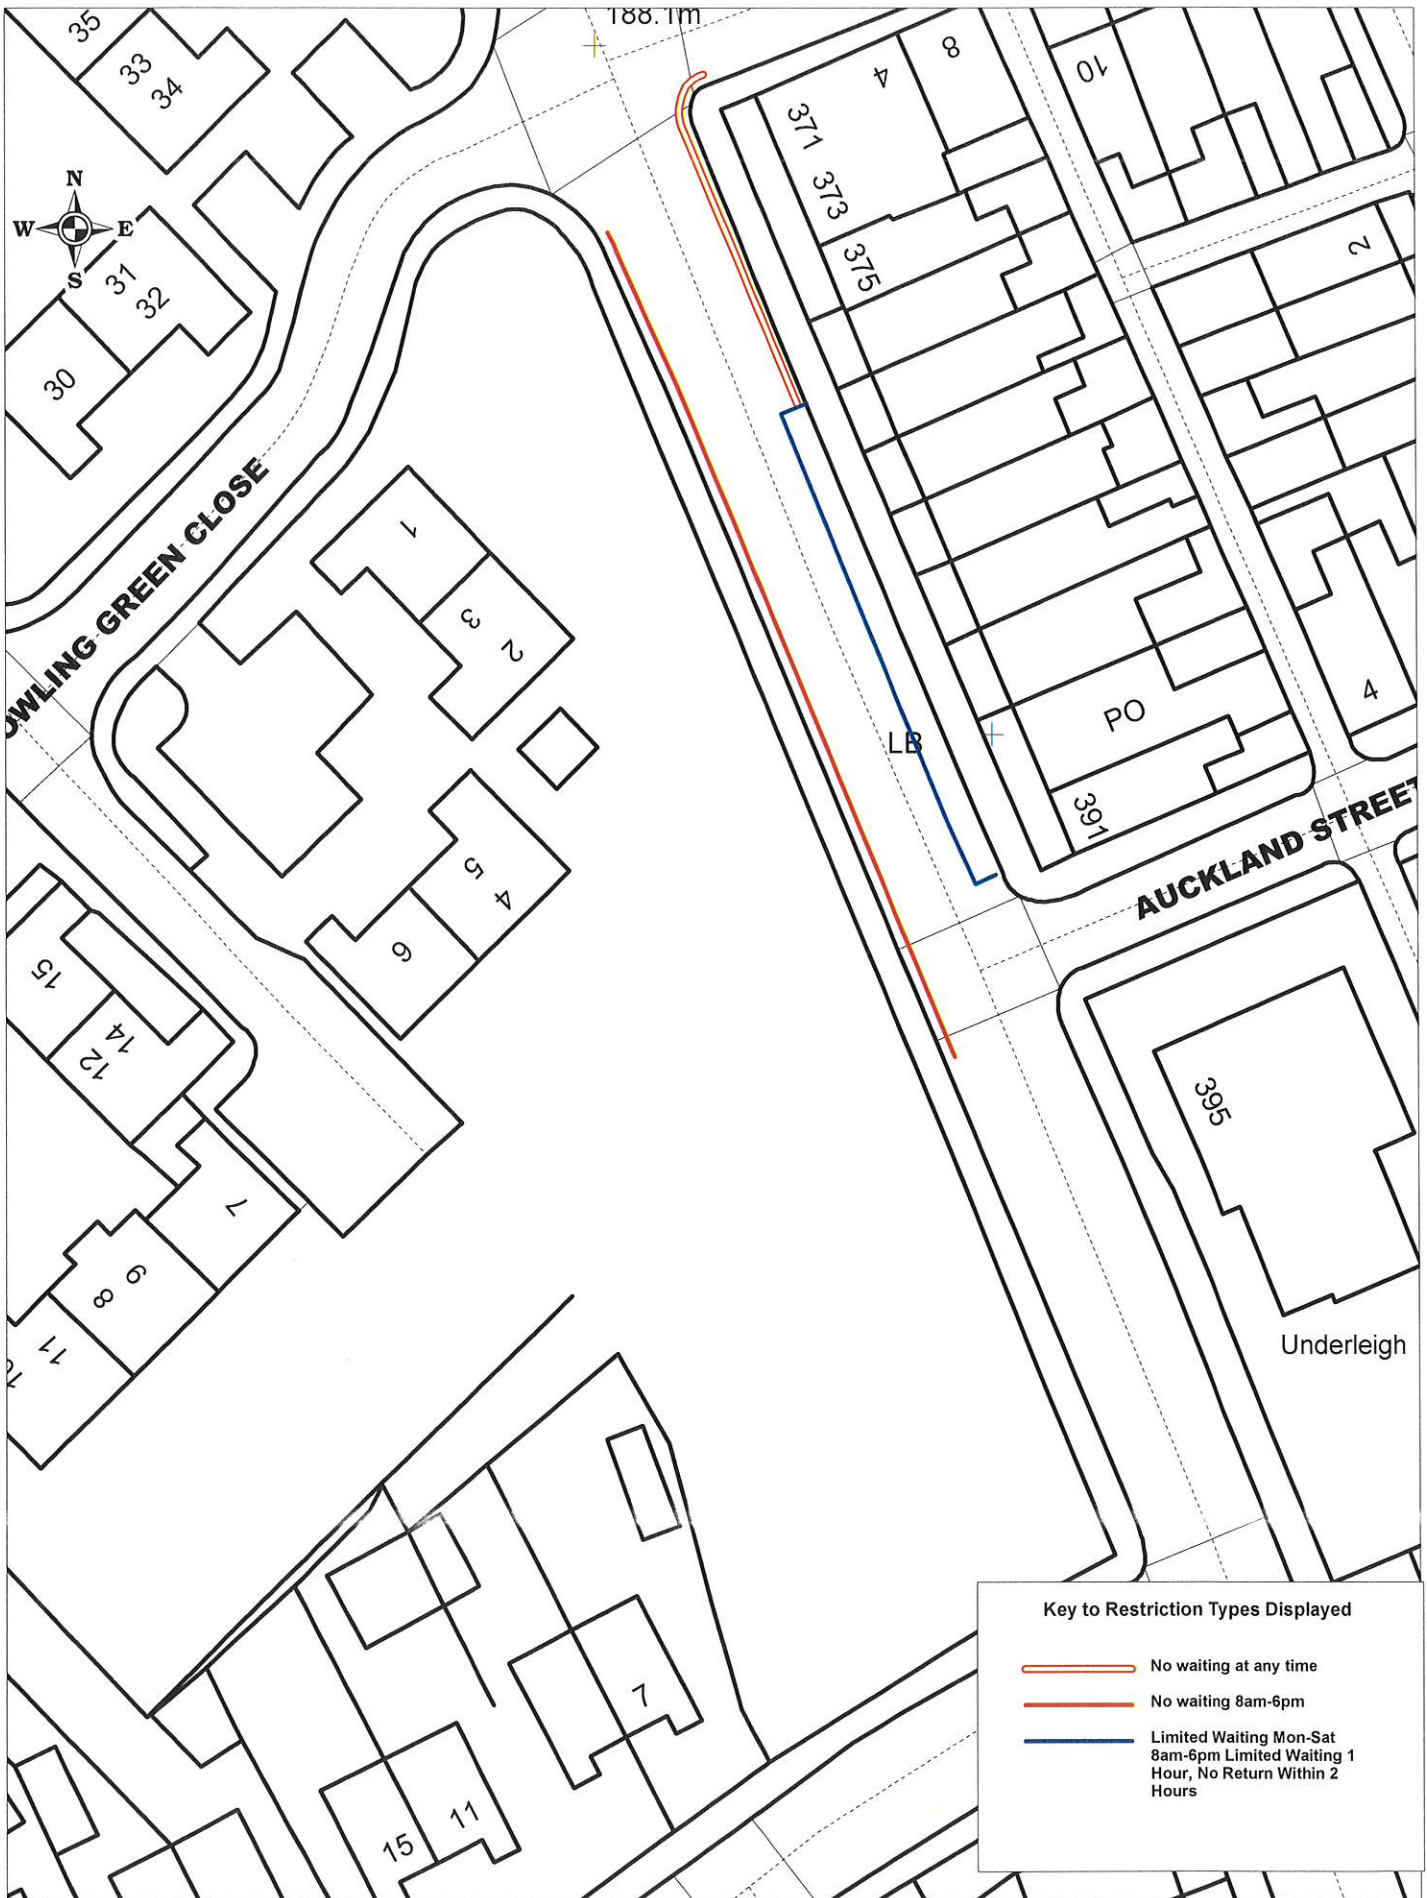 188.1m
35
33
34
8
4
10
371
373
375
N
W E
S
31
32
30
2
OWLING GREEN CLOSE
1
3
2
PO
4
LB
391
AUCKLAND STREET
5
4
6
15
14
12
395
7
9
8
11
10
Underleigh
7
11
15
Key to Restriction Types Displayed
No waiting at any time
No waiting 8am-6pm
Limited Waiting Mon-Sat
8am-6pm Limited Waiting 1
Hour, No Return Within 2
Hours